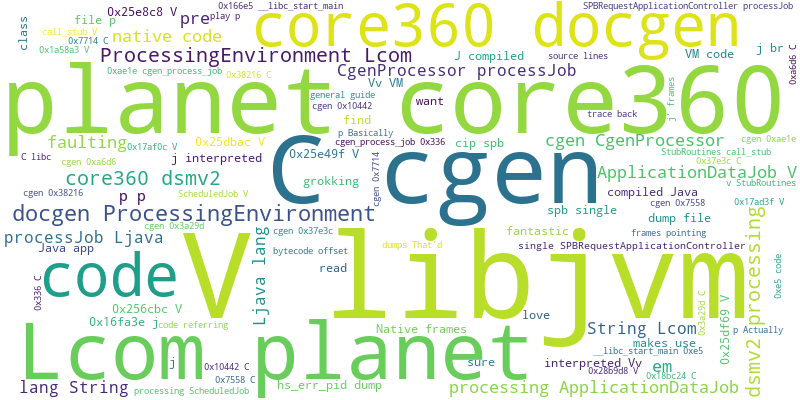 0x166e5 __libc_start_main
SPBRequestApplicationController processJob
0x25e8c8 V
pre
play p
core360 docgen
class
file p
call_stub V
0x7714 C
native code
0x1a58a3 V
ProcessingEnvironment Lcom
J compiled
source lines
VM code
j br
0xae1e cgen_process_job
0x38216 C
CgenProcessor processJob
Vv VM
0xa6d6 C
planet core360
general guide
cgen 0x10442
want
j' frames
trace back
find
0x17af0c V
faulting
0x25dbac V
p Basically
cgen_process_job 0x336
cip spb
cgen CgenProcessor
cgen 0xae1e
C libc
cgen 0xa6d6
j interpreted
0x25e49f V
C cgen
StubRoutines call_stub
0x37e3c C
core360 dsmv2
grokking
cgen 0x7714
ApplicationDataJob V
v StubRoutines
cgen 38216
ScheduledJob V
p p
compiled Java
cgen 0x7558
0x17ad3f V
docgen ProcessingEnvironment
spb single
dump file
cgen 0x3a29d
cgen 0x37e3c
fantastic
frames pointing
processJob Ljava
Java app
bytecode offset
dumps That'd
single SPBRequestApplicationController
Ljava lang
read
interpreted Vv
0x18bc24 C
em
0xe5 code
code
V libjvm
dsmv2 processing
0x336 C
0x256cbc V
0x28b9d8 V
0x16fa3e j
code referring
love
0x3a29d C
0x25df69 V
p Actually
Native frames
String Lcom
makes use
Lcom planet
j
0x10442 C
sure
__libc_start_main 0xe5
0x7558 C
lang String
processing ScheduledJob
hs_err_pid dump
processing ApplicationDataJob